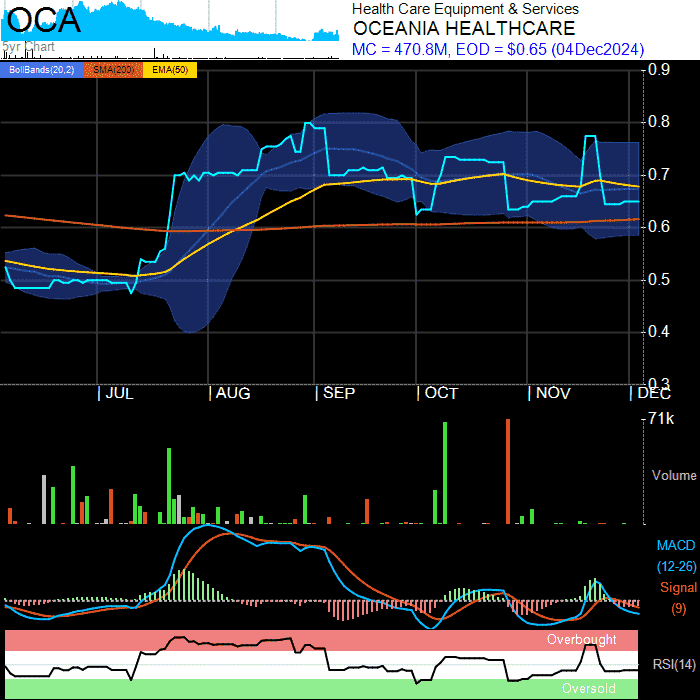 OCA
5yr Chart
Health Care Equipment & Services
OCEANIA HEALTHCARE
MC = 470.8M, EOD = $0.65 (04Dec2024)
BollBands(20,2) SMA(200) EMA(50)
0.9
0.8
0.7
0.6
0.5
0.4
0.3
JUL AUG SEP OCT NOV DEC
71k
Volume
MACD
(12-26)
Signal
(9)
Overbought
RSI(14)
Oversold